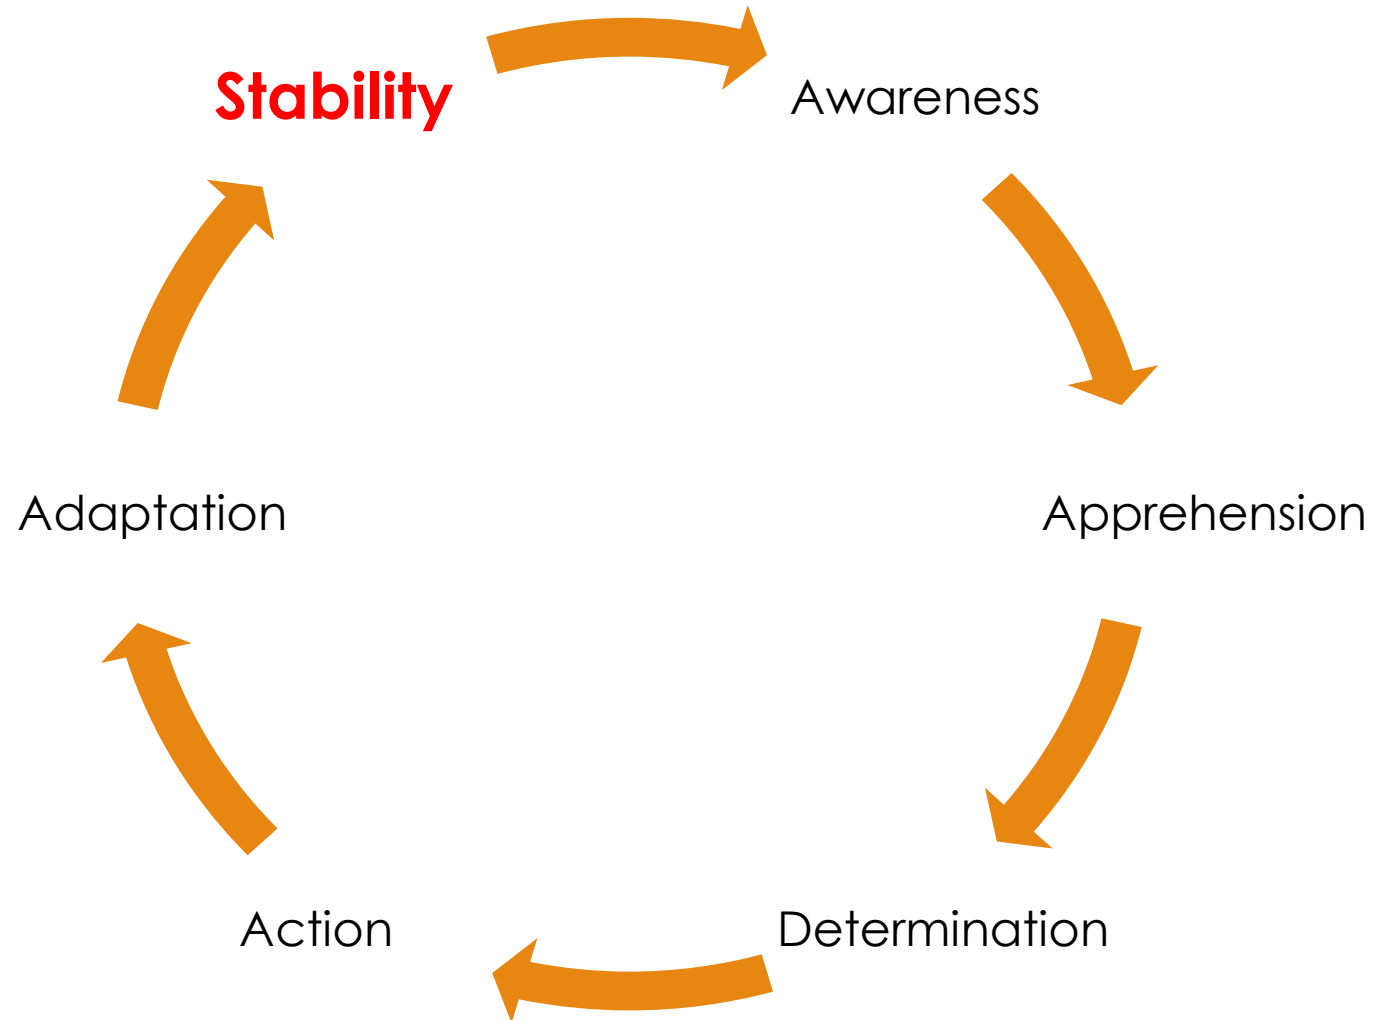 Stability
Awareness
Apprehension
Determination
Action
Adaptation